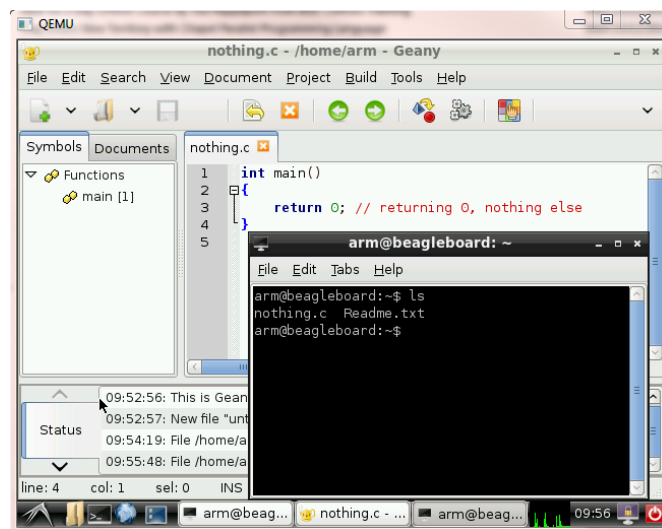 QEMU
nothing.c - /home/arm - Geany
File Edit Search View Document Project Build Tools Help
Symbols Documents
nothing.c
Functions
main [1]
1 int main()
2 {
3 return 0; // returning 0, nothing else
4 }
5
arm@beagleboard: ~
File Edit Tabs Help
arm@beagleboard:~$ ls
nothing.c Readme.txt
arm@beagleboard:~$
Status
09:52:56: This is Gean
09:52:57: New file "unt
09:54:19: File /home/a
09:55:48: File /home/a
line: 4 col: 1 sel: 0 INS
arm@beag... nothing.c - ... arm@beag... 09:56